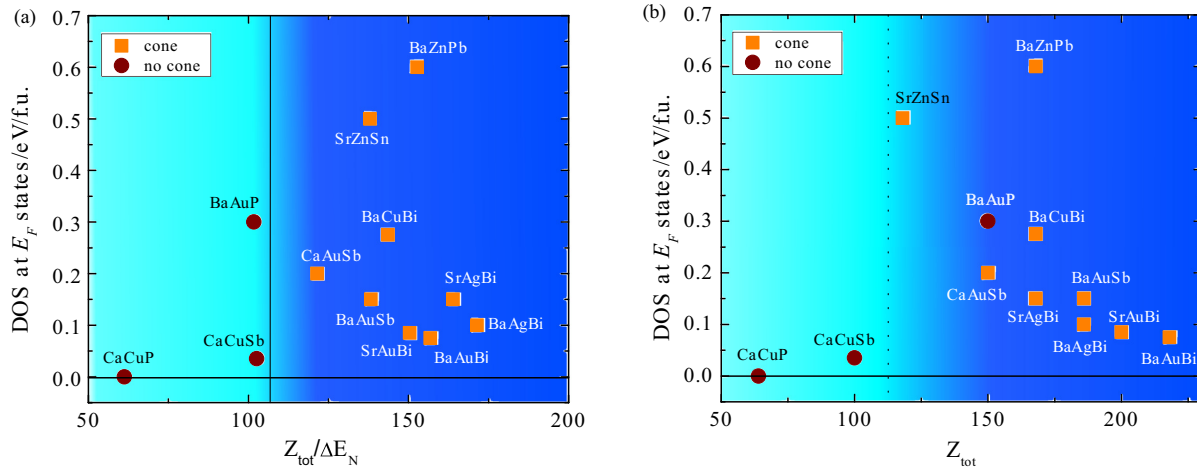 (a)
cone
no cone
BaZnPb
SrZnSn
BaAuP
BaCuBi
CaAuSb
SrAgBi
BaAuSb
BaAgBi
SrAuBi
BaAuBi
CaCuSb
CaCuP
0.7
0.6
0.5
0.4
0.3
0.2
0.1
0.0
50
100
150
200
DOS at E_F states/eV/f.u.
Z_tot/ΔE_N
(b)
cone
no cone
BaZnPb
SrZnSn
BaAuP
BaCuBi
CaAuSb
BaAuSb
SrAgBi
SrAuBi
BaAgBi
BaAuBi
CaCuSb
CaCuP
0.7
0.6
0.5
0.4
0.3
0.2
0.1
0.0
50
100
150
200
DOS at E_F states/eV/f.u.
Z_tot